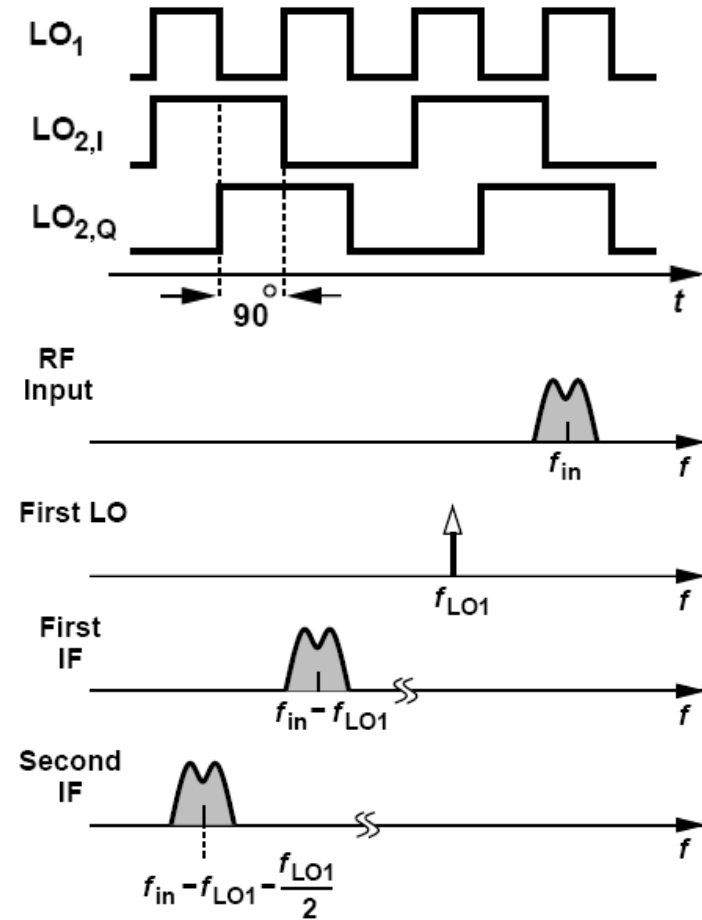 LO1
LO2,I
LO2,Q
90°
t
RF
Input
fin
f
First LO
fLO1
f
First
IF
fin − fLO1
f
Second
IF
f
fin − fLO1 − fLO1/2